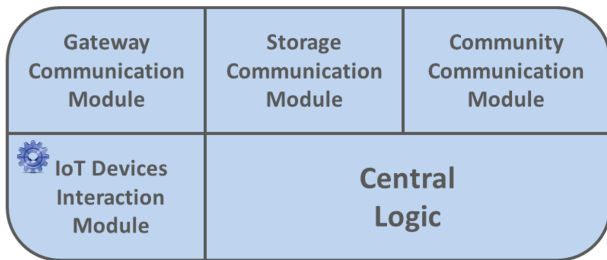 Gateway
Communication
Module
Storage
Communication
Module
Community
Communication
Module
IoT Devices
Interaction
Module
Central
Logic